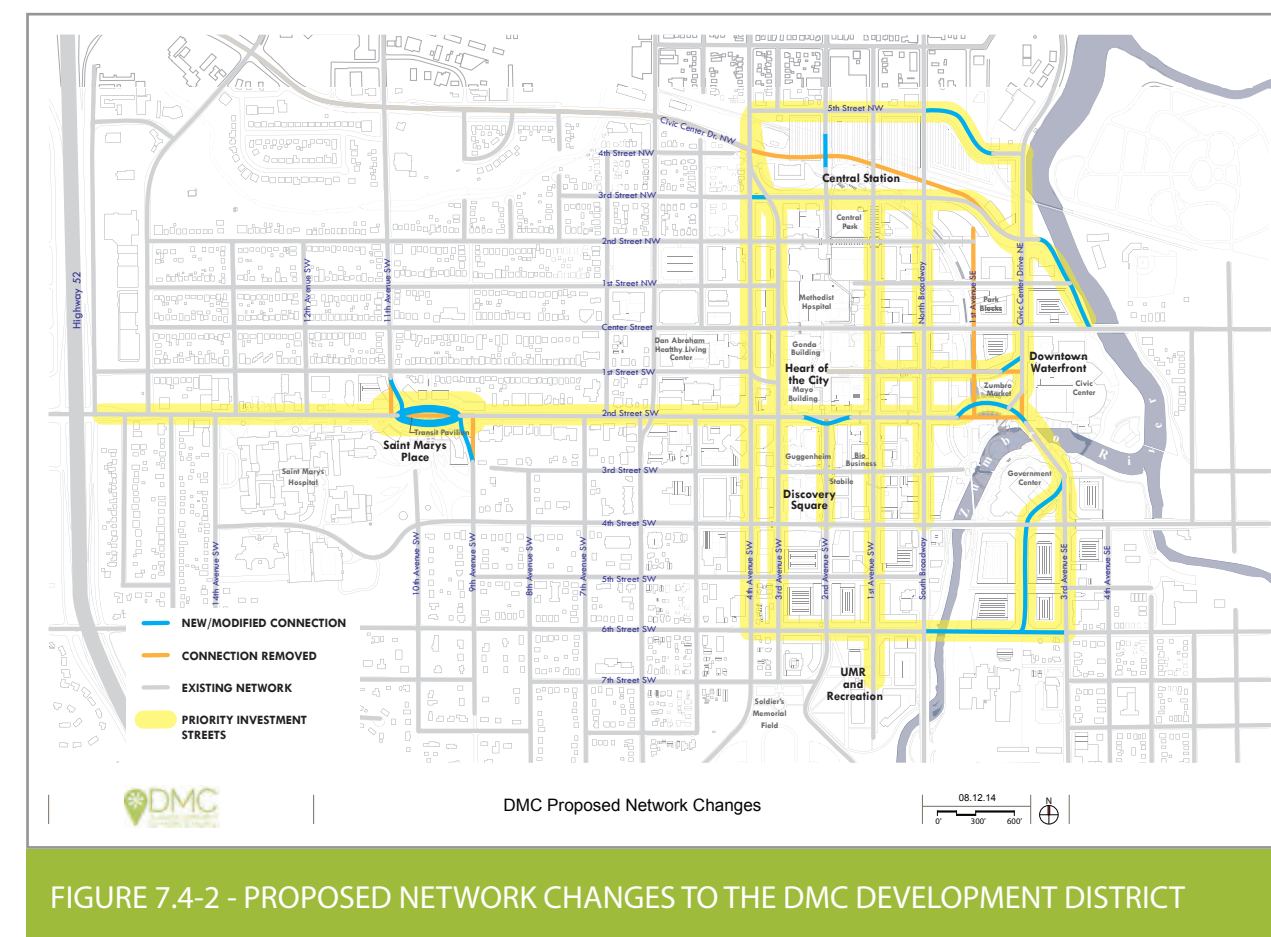 5th Street NW
Civic Center Dr. NW
4th Street NW
Central Station
3rd Street NW
Central
Park
2nd Street NW
Highway 52
12th Avenue SW
11th Avenue SW
1st Street NW
North Broadway
1st Avenue SE
Civic Center Drive NE
Methodist
Hospital
Park
Blocks
Center Street
Dan Abraham
Healthy Living
Center
Gonda
Building
Heart of
the City
Mayo
Building
Downtown
Waterfront
1st Street SW
Zumbro
Market
Civic
Center
2nd Street SW
Transit Pavilion
Saint Marys
Place
Saint Marys
Hospital
3rd Street SW
Guggenheim
Bio
Business
Stabile
Discovery
Square
Government
Center
Zumbro River
4th Street SW
14th Avenue SW
10th Avenue SW
9th Avenue SW
8th Avenue SW
7th Avenue SW
4th Avenue SW
3rd Avenue SW
2nd Avenue SW
1st Avenue SW
South Broadway
3rd Avenue SE
4th Avenue SE
5th Street SW
6th Street SW
7th Street SW
UMR
and
Recreation
Soldier's
Memorial
Field
NEW/MODIFIED CONNECTION
CONNECTION REMOVED
EXISTING NETWORK
PRIORITY INVESTMENT
STREETS
DMC
DMC Proposed Network Changes
08.12.14
0' 300' 600'
N
FIGURE 7.4-2 - PROPOSED NETWORK CHANGES TO THE DMC DEVELOPMENT DISTRICT